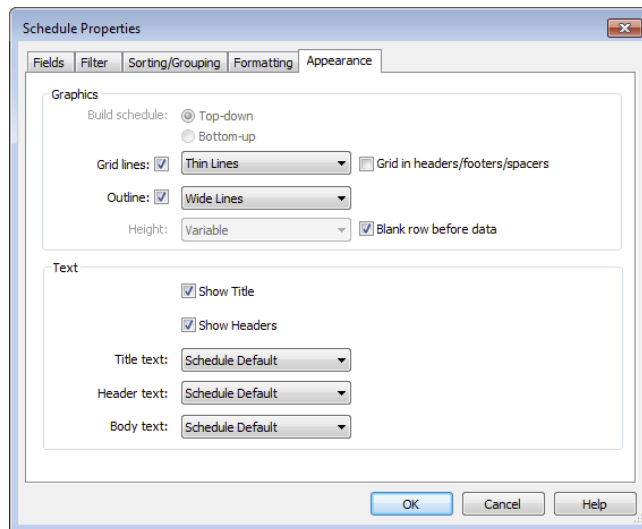 Schedule Properties
Fields Filter Sorting/Grouping Formatting Appearance
Graphics
Build schedule: Top-down
Bottom-up
Grid lines: Thin Lines Grid in headers/footers/spacers
Outline: Wide Lines
Height: Variable Blank row before data
Text
Show Title
Show Headers
Title text: Schedule Default
Header text: Schedule Default
Body text: Schedule Default
OK Cancel Help